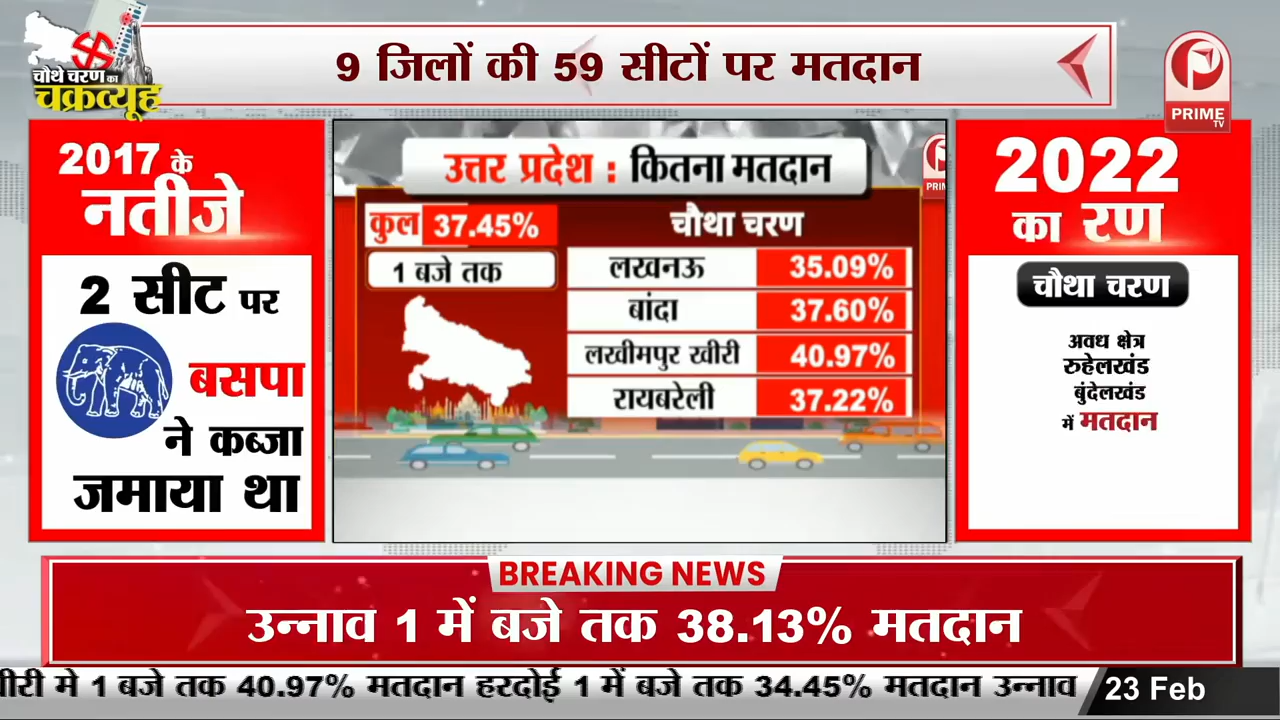 चौथे चरण का
चक्रव्यूह
9 जिलों की 59 सीटों पर मतदान
PRIME
TV
2017 के
नतीजे
2 सीट पर
बसपा
ने कब्जा
जमाया था
उत्तर प्रदेश : कितना मतदान
PRIM
कुल 37.45%
1 बजे तक
चौथा चरण
लखनऊ 35.09%
बांदा 37.60%
लखीमपुर खीरी 40.97%
रायबरेली 37.22%
2022
का रण
चौथा चरण
अवध क्षेत्र
रुहेलखंड
बुंदेलखंड
में मतदान
BREAKING NEWS
उन्नाव 1 में बजे तक 38.13% मतदान
ीरी मे 1 बजे तक 40.97% मतदान हरदोई 1 में बजे तक 34.45% मतदान उन्नाव
23 Feb